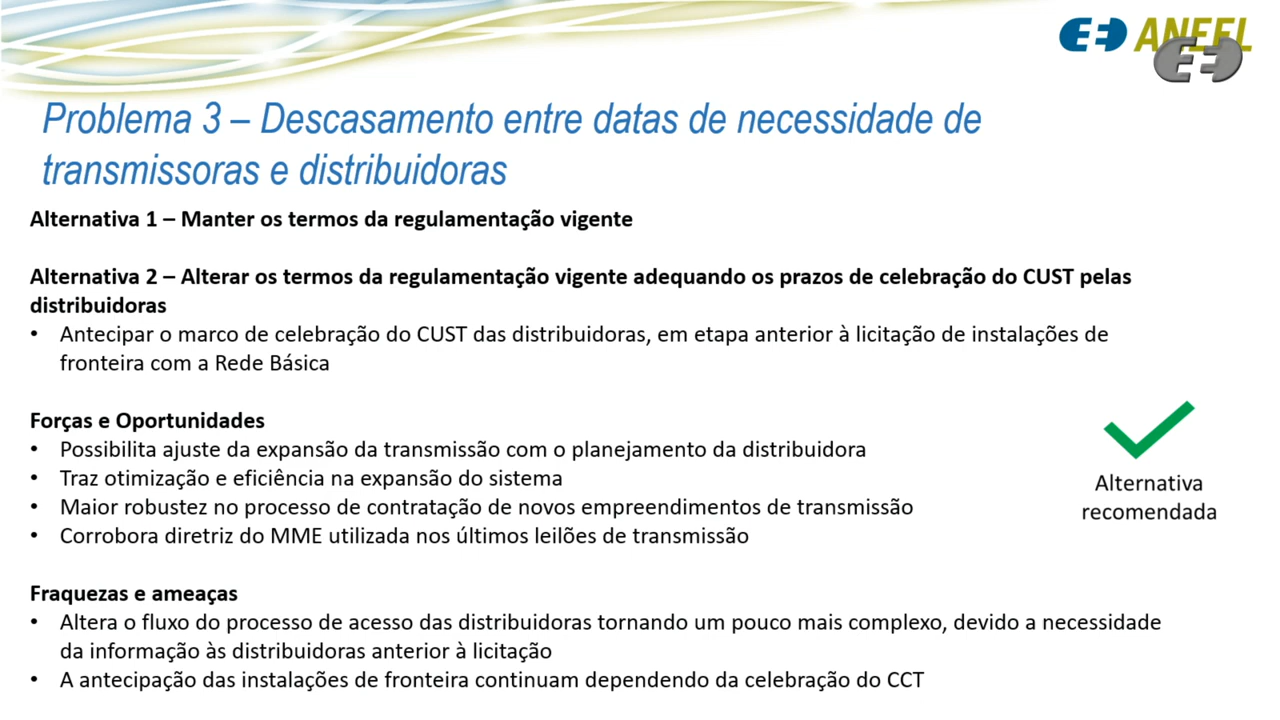 ANEEL
Problema 3 – Descasamento entre datas de necessidade de
transmissoras e distribuidoras
Alternativa 1 – Manter os termos da regulamentação vigente
Alternativa 2 – Alterar os termos da regulamentação vigente adequando os prazos de celebração do CUST pelas
distribuidoras
• Antecipar o marco de celebração do CUST das distribuidoras, em etapa anterior à licitação de instalações de
fronteira com a Rede Básica
Forças e Oportunidades
• Possibilita ajuste da expansão da transmissão com o planejamento da distribuidora
• Traz otimização e eficiência na expansão do sistema
• Maior robustez no processo de contratação de novos empreendimentos de transmissão
• Corrobora diretriz do MME utilizada nos últimos leilões de transmissão
Alternativa
recomendada
Fraquezas e ameaças
• Altera o fluxo do processo de acesso das distribuidoras tornando um pouco mais complexo, devido a necessidade
da informação às distribuidoras anterior à licitação
• A antecipação das instalações de fronteira continuam dependendo da celebração do CCT